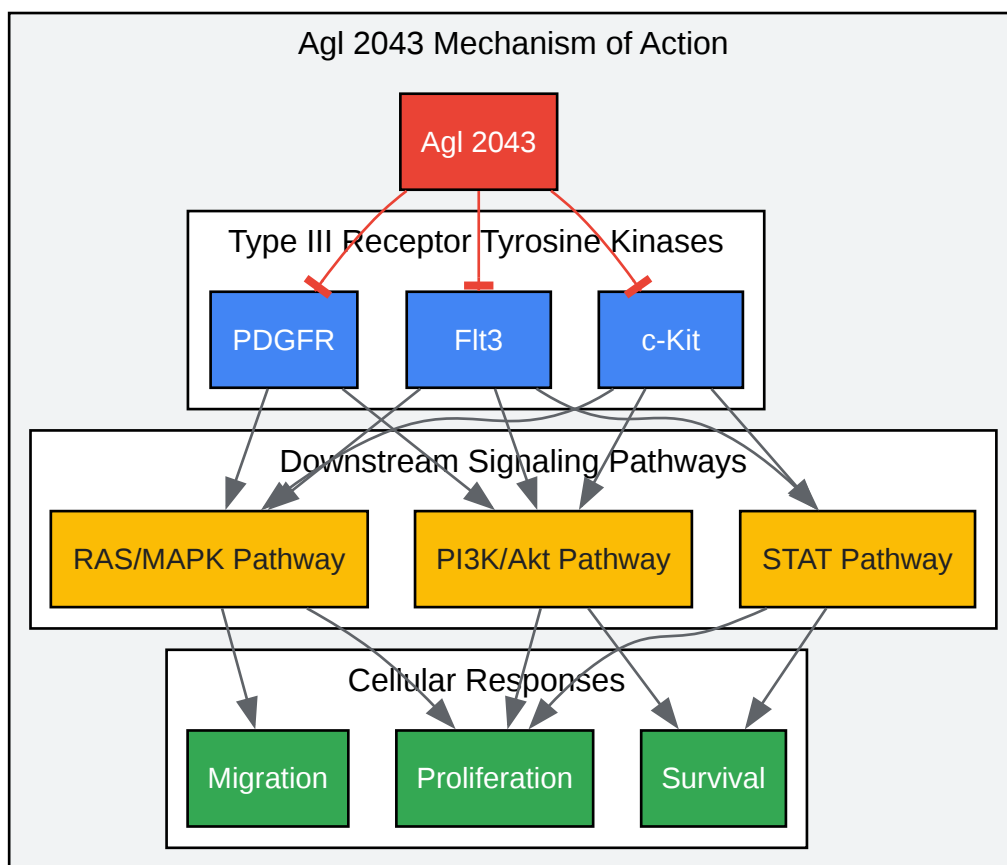 Agl 2043 Mechanism of Action
Agl 2043
Type III Receptor Tyrosine Kinases
PDGFR
Flt3
c-Kit
Downstream Signaling Pathways
RAS/MAPK Pathway
PI3K/Akt Pathway
STAT Pathway
Cellular Responses
Migration
Proliferation
Survival